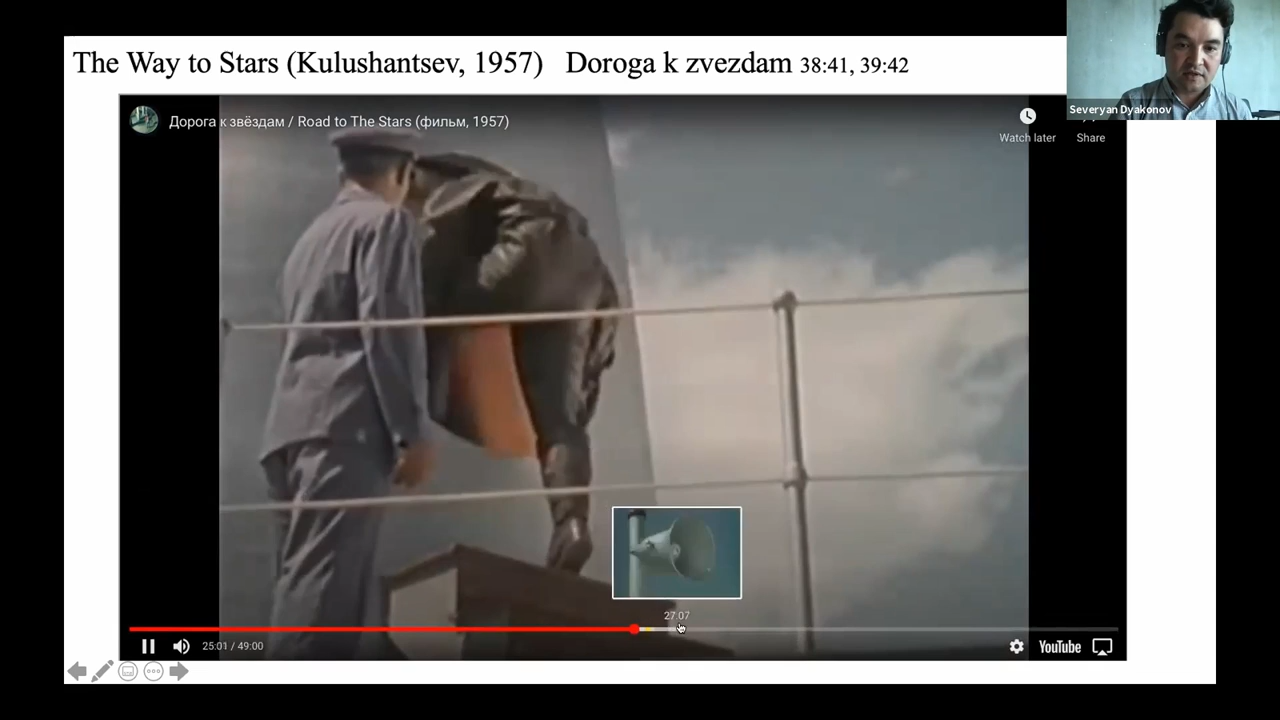 The Way to Stars (Kulushantsev, 1957) Doroga k zvezdam 38:41, 39:42
Severyan Dyakonov
Дорога к звёздам / Road to The Stars (фильм, 1957)
Watch later
Share
27:07
25:01 / 49:00
YouTube